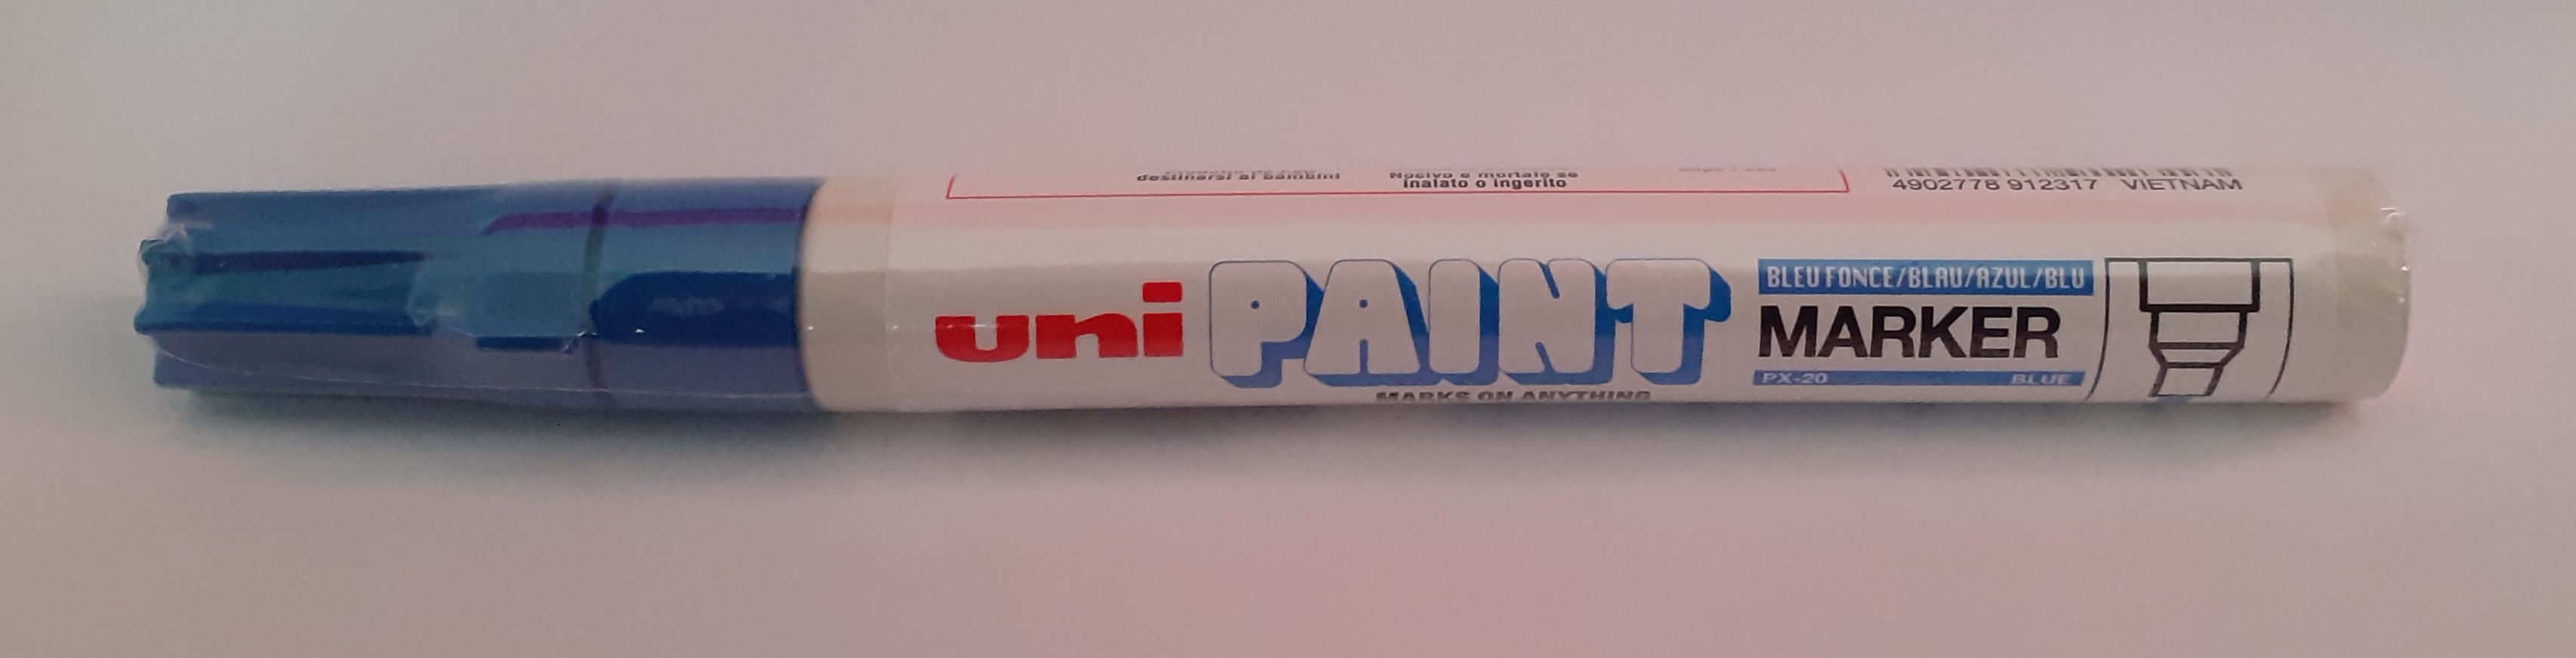 destinarsi ai bambini
Nocivo e mortale se
inalato o ingerito
4902778 912317 VIETNAM
uni PAINT
BLEU FONCE/BLAU/AZUL/BLU
MARKER
PX-20 BLUE
MARKS ON ANYTHING